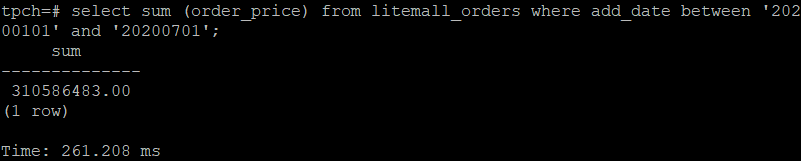 tpch=# select sum (order_price) from litemall_orders where add_date between '202
00101' and '20200701';
     sum
--------------
 310586483.00
(1 row)
Time: 261.208 ms